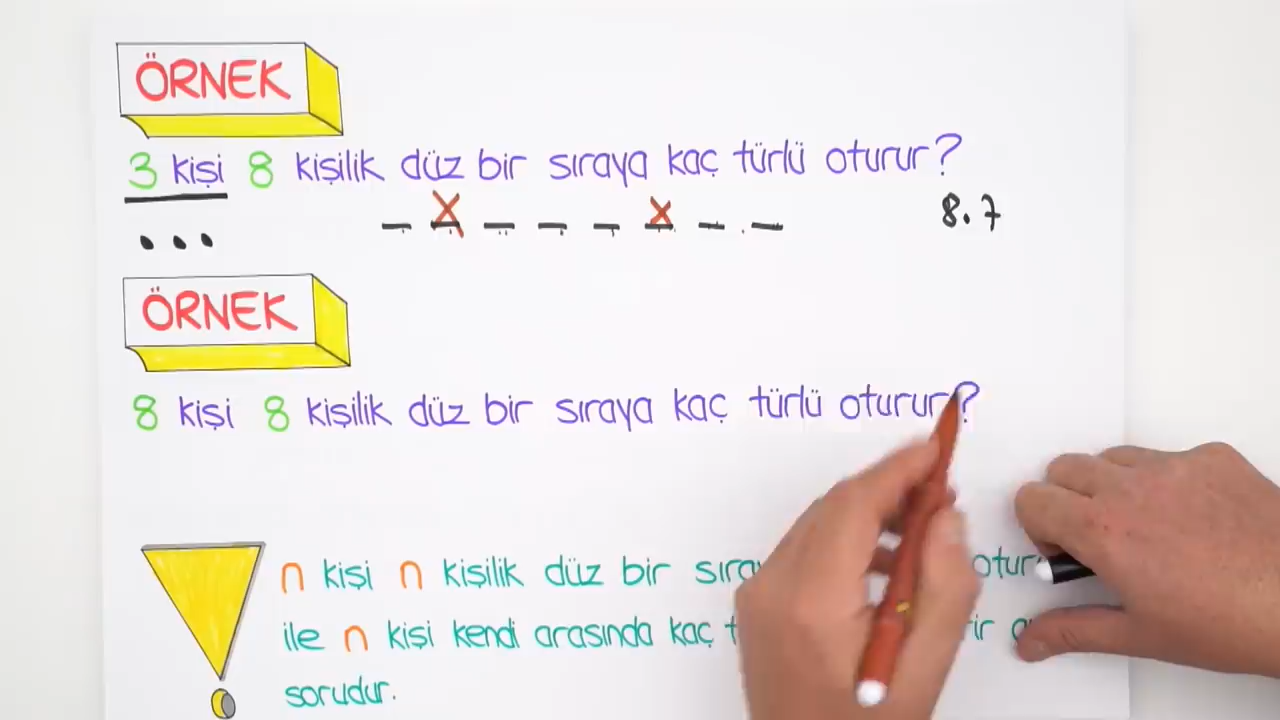 ÖRNEK
3 kişi 8 kişilik düz bir sıraya kaç türlü oturur?
X X 8.7
ÖRNEK
8 kişi 8 kişilik düz bir sıraya kaç türlü oturur?
n kişi n kişilik düz bir
ile n kişi kendi arasında kaç
sorudur.